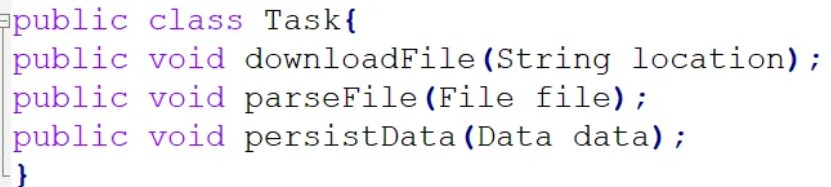 public class Task{
public void downloadFile(String location);
public void parseFile(File file);
public void persistData(Data data);
}